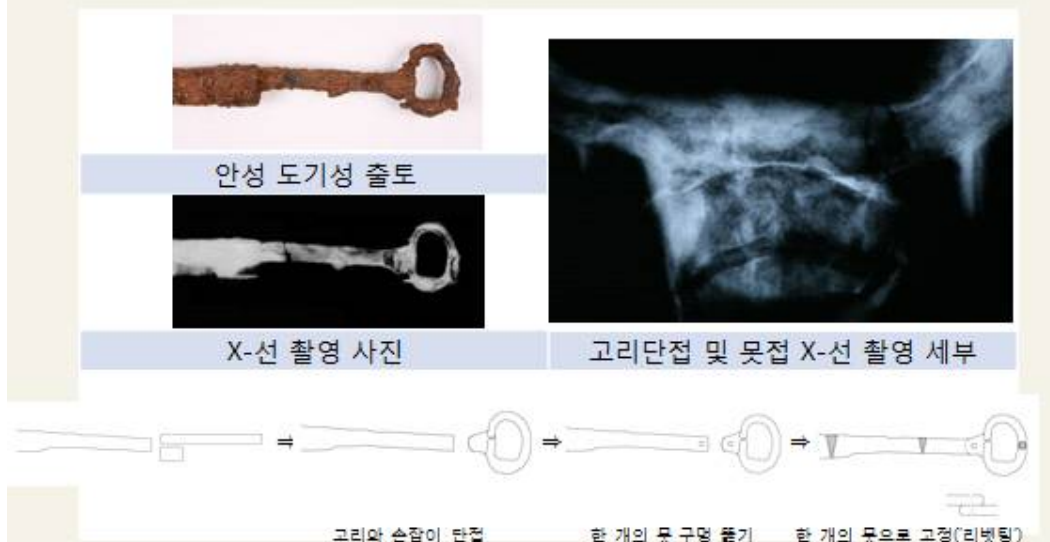 안성 도기성 출토
X-선 촬영 사진
고리단접 및 못접 X-선 촬영 세부
고리와 손잡이 단접
한 개의 못 구멍 뚫기
한 개의 못으로 고정('리벳팅')